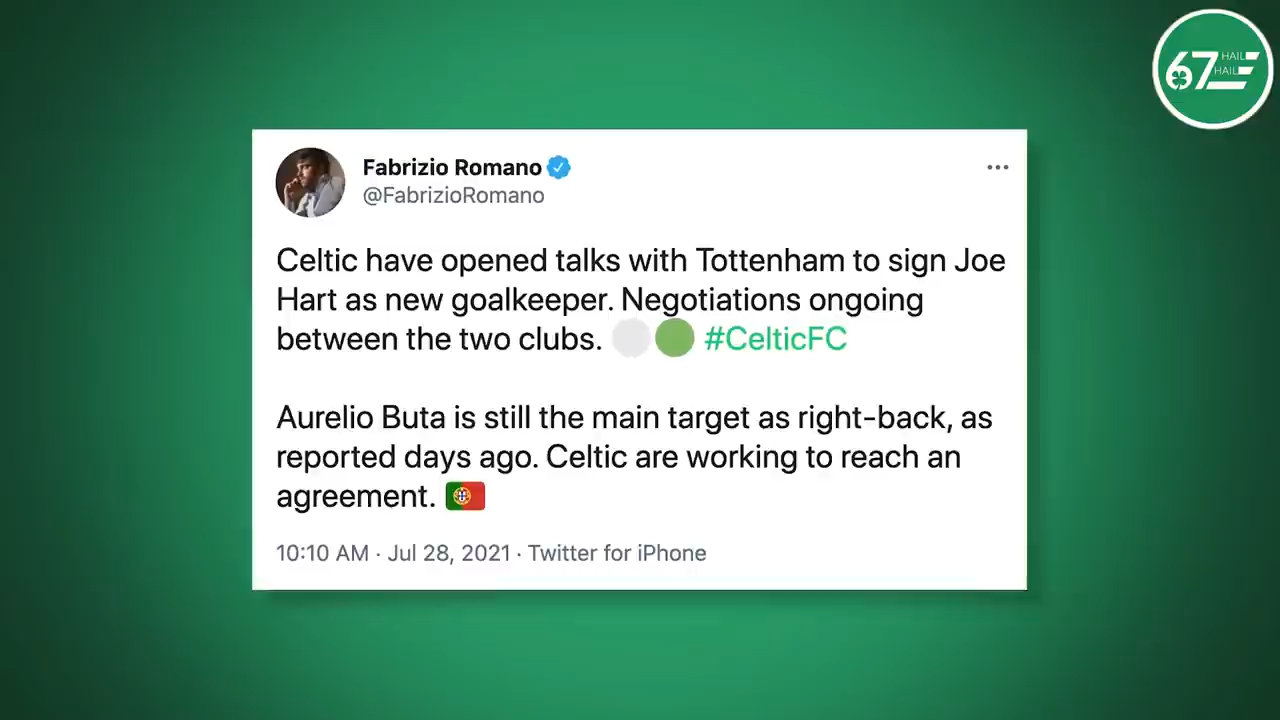 67 HAIL HAIL
Fabrizio Romano
@FabrizioRomano
Celtic have opened talks with Tottenham to sign Joe
Hart as new goalkeeper. Negotiations ongoing
between the two clubs. ⚪🟢 #CelticFC
Aurelio Buta is still the main target as right-back, as
reported days ago. Celtic are working to reach an
agreement. 🇵🇹
10:10 AM · Jul 28, 2021 · Twitter for iPhone